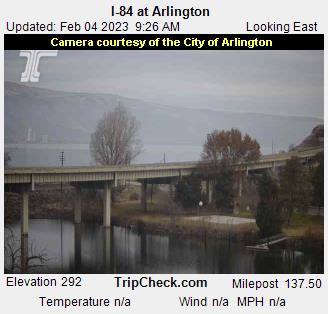 I-84 at Arlington
Updated: Feb 04 2023 9:26 AM Looking East
Camera courtesy of the City of Arlington
Elevation 292 TripCheck.com Milepost 137.50
Temperature n/a Wind n/a MPH n/a